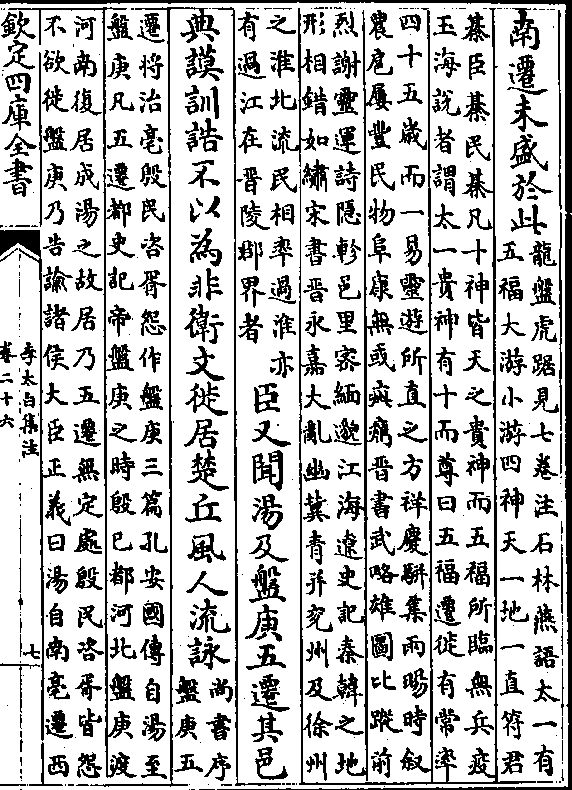 南遷未盛於此
龍盤虎踞見七卷注石林燕語太一有
五福大游小游四神天一地一直符君
綦臣綦民綦凡十神皆天之貴神而五福所臨無兵疫
玉海說者謂太一貴神有十而尊曰五福遷徙有常率
四十五歲而一易靈遊所直之方祥慶駢集雨暘時叙
農扈屢豐民物阜康無或疵癘晉書武略雄圖比蹤前
烈謝靈運詩隱軫邑里密緬邈江海遼史記秦韓之地
形相錯如繡宋書晉永嘉大亂幽冀青并兗州及徐州
之淮北流民相率過淮亦
有過江在晉陵郡界者
臣又聞湯及盤庚五遷其邑
典謨訓誥不以為非衛文徙居楚丘風人流詠
尚書序
盤庚五
遷將治亳殷民咨胥怨作盤庚三篇孔安國傳自湯至
盤庚凡五遷都史記帝盤庚之時殷已都河北盤庚渡
河南復居成湯之故居乃五遷無定處殷民咨胥皆怨
不欲徙盤庚乃告諭諸侯大臣正義曰湯自南亳遷西
欽定四庫全書
李太白集注
卷二十六
七